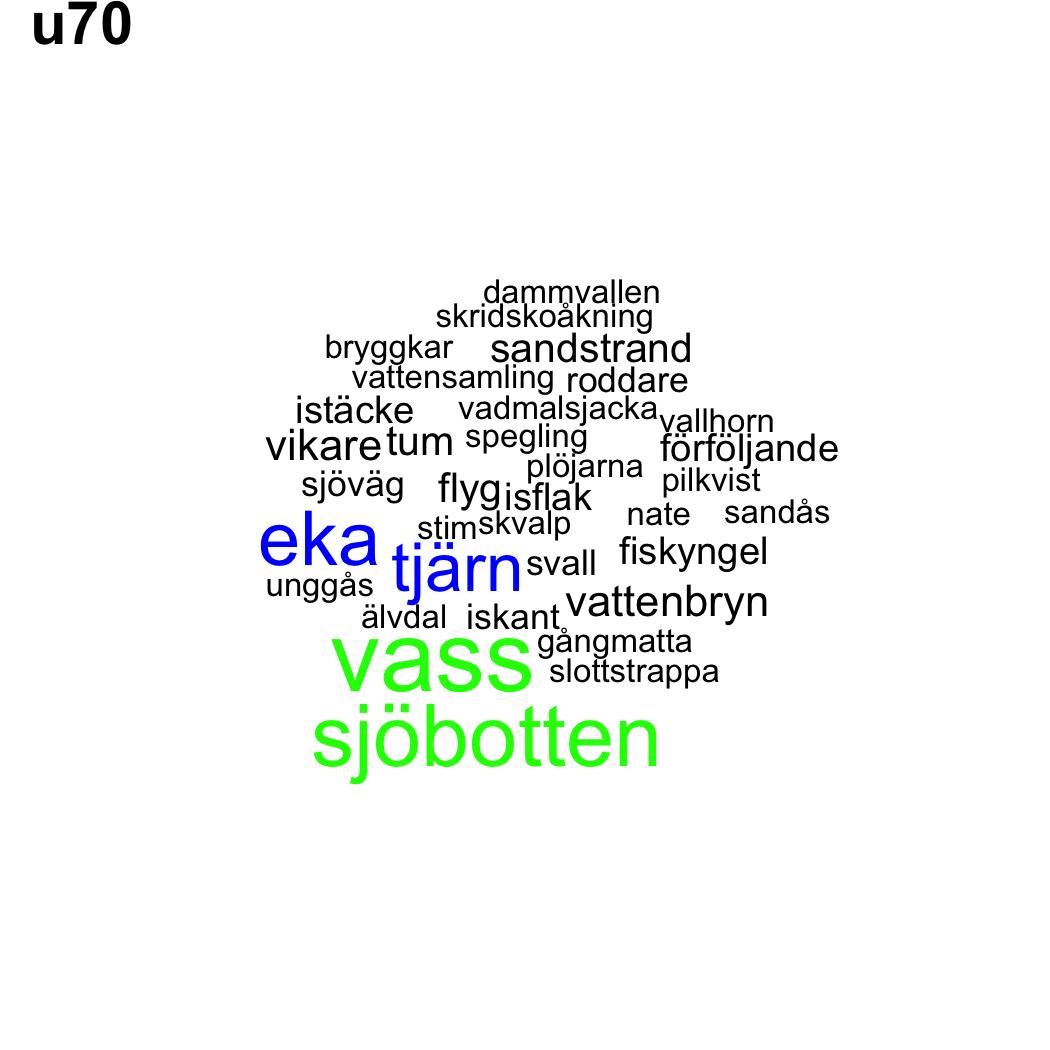 u70
dammvallen
skridskoåkning
bryggkar sandstrand
vattensamling roddare
istäcke vadmalsjacka vallhorn
vikare tum spegling förföljande
plöjarna pilkvist
sjöväg flyg isflak
nate sandås
stim skvalp
eka tjärn svall fiskyngel
unggås vattenbryn
älvdal iskant
vass gångmatta
slottstrappa
sjöbotten